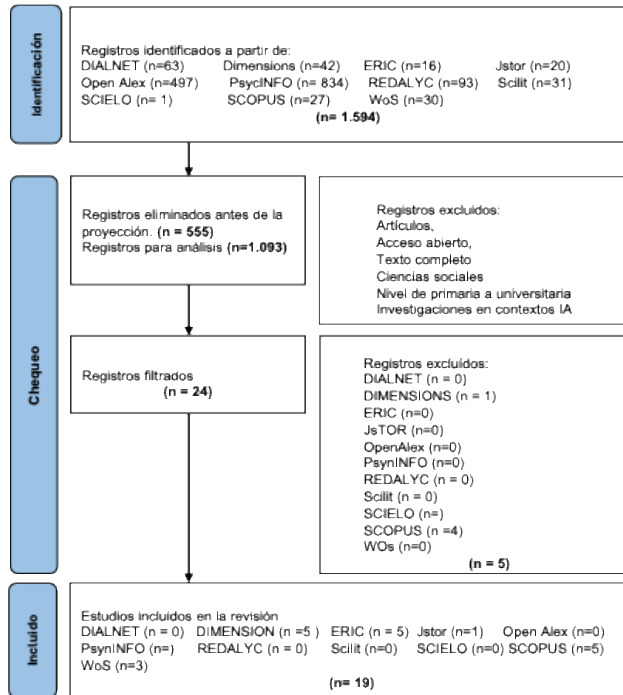 Identificación
Registros identificados a partir de:
DIALNET (n=63) Dimensions (n=42) ERIC (n=16) Jstor (n=20)
Open Alex (n=497) PsycINFO (n= 834) REDALYC (n=93) Scilit (n=31)
SCIELO (n= 1) SCOPUS (n=27) WoS (n=30)
(n= 1.594)
Chequeo
Registros eliminados antes de la
proyección. (n = 555)
Registros para análisis (n=1.093)
Registros excluidos:
Artículos,
Acceso abierto,
Texto completo
Ciencias sociales
Nivel de primaria a universitaria
Investigaciones en contextos IA
Registros filtrados
(n = 24)
Registros excluídos:
DIALNET (n = 0)
DIMENSIONS (n = 1)
ERIC (n=0)
JsTOR (n=0)
OpenAlex (n=0)
PsynINFO (n=0)
REDALYC (n = 0)
Scilit (n = 0)
SCIELO (n=)
SCOPUS (n=4)
WOs (n=0)
(n = 5)
Incluido
Estudios incluidos en la revisión
DIALNET (n = 0) DIMENSION (n =5 ) ERIC (n = 5) Jstor (n=1) Open Alex (n=0)
PsynINFO (n=) REDALYC (n = 0) Scilit (n=0) SCIELO (n=0) SCOPUS (n=5)
WoS (n=3)
(n= 19)